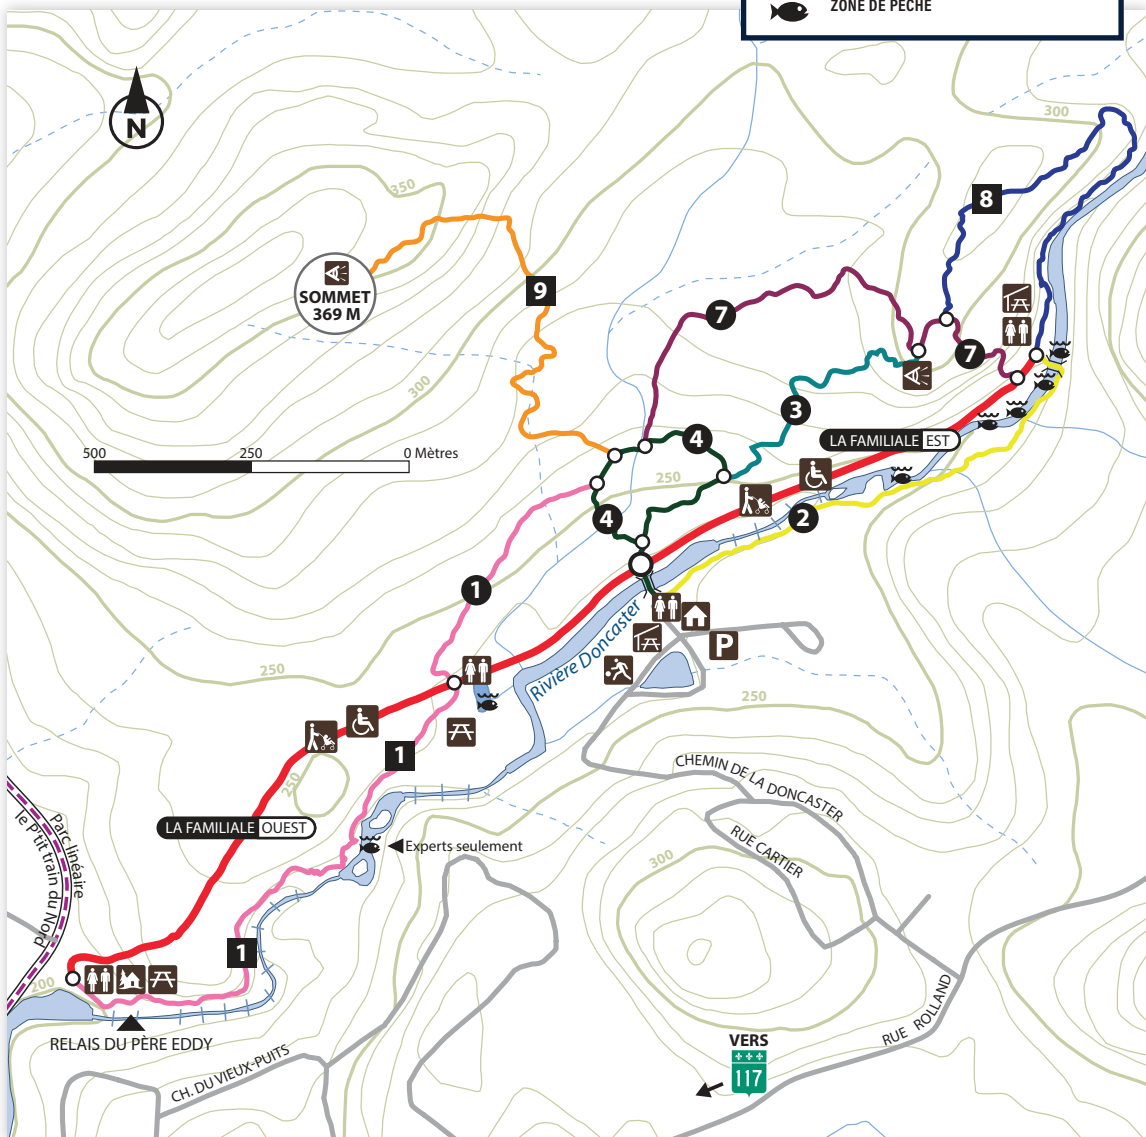 ZONE DE PÊCHE
N
300
350
8
SOMMET
369 M
9
7
7
300
3
4
LA FAMILIALE EST
500 250 0 Mètres
250
4
2
1
Rivière Doncaster
P
250
250
1
CHEMIN DE LA DONCASTER
250
LA FAMILIALE OUEST
RUE CARTIER
Experts seulement
300
Parc linéaire
le P'tit train du Nord
1
200
RUE ROLLAND
RELAIS DU PÈRE EDDY
VERS
117
CH. DU VIEUX-PUITS